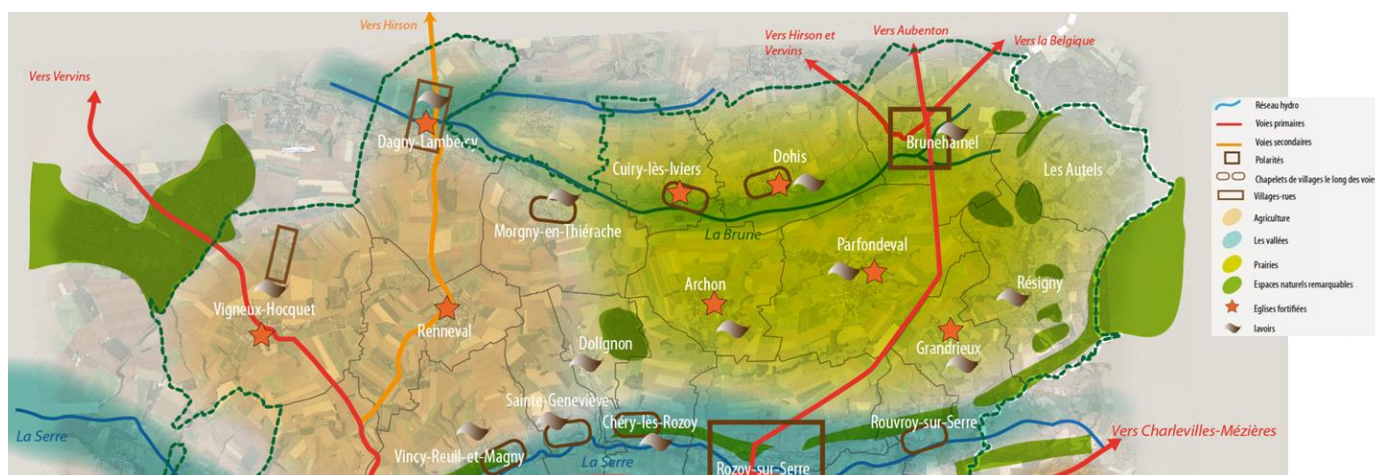 Vers Hirson
Vers Vervins
Vers Hirson et
Vervins
Vers Aubenton
Vers la Belgique
Dagny-Lambercy
Cuiry-lès-Iviers
Dohis
Brunehamel
Les Autels
Morgny-en-Thiérache
La Brune
Parfondeval
Archon
Résigny
Vigneux-Hocquet
Renneval
Dolignon
Grandrieux
Sainte-Geneviève
Chéry-lès-Rozoy
Rouvroy-sur-Serre
La Serre
Vincy-Reuil-et-Magny
La Serre
Rozoy-sur-Serre
Vers Charlevilles-Mézières
Réseau hydro
Voies primaires
Voies secondaires
Polarités
Chapelets de villages le long des voies
Villages-rues
Agriculture
Les vallées
Prairies
Espaces naturels remarquables
Eglises fortifiées
lavoirs